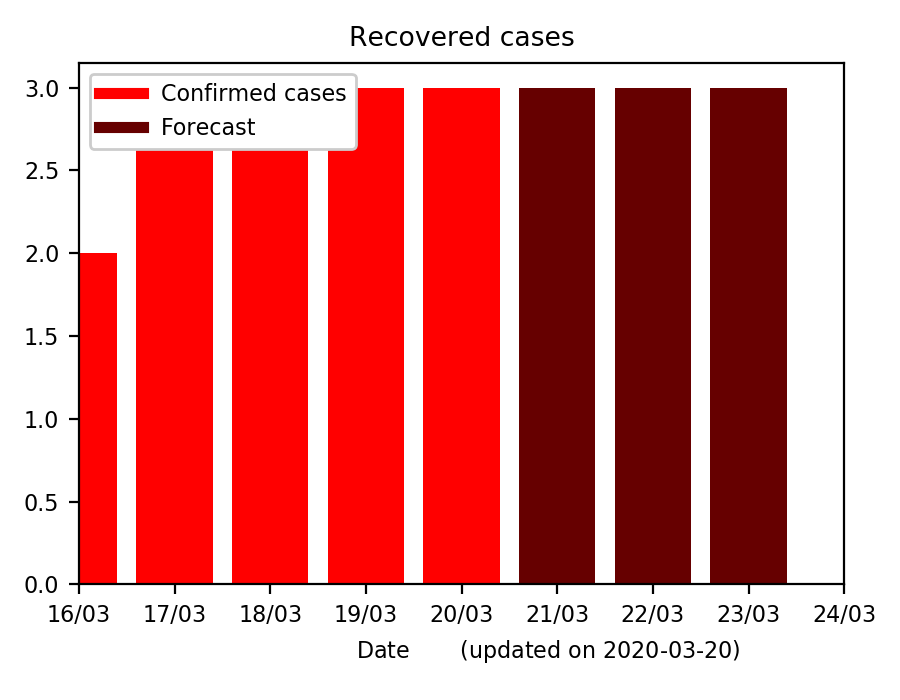 Recovered cases
Confirmed cases
Forecast
3.0
2.5
2.0
1.5
1.0
0.5
0.0
16/03 17/03 18/03 19/03 20/03 21/03 22/03 23/03 24/03
Date (updated on 2020-03-20)